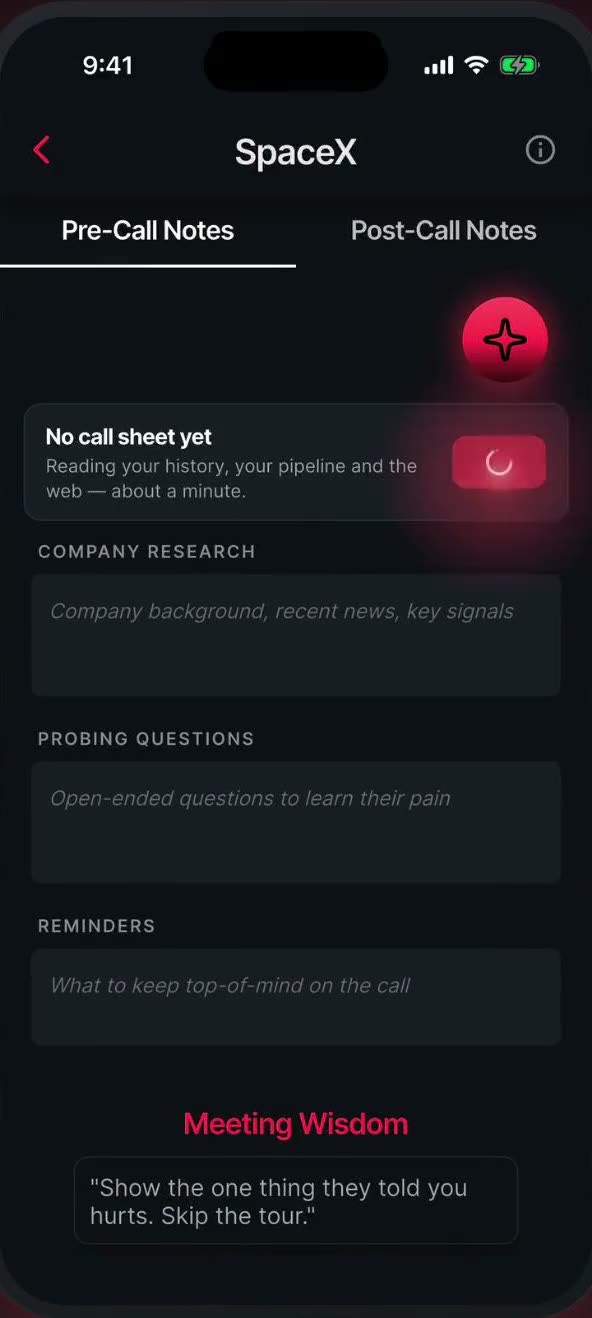 9:41
SpaceX
Pre-Call Notes
Post-Call Notes
No call sheet yet
Reading your history, your pipeline and the
web — about a minute.
COMPANY RESEARCH
Company background, recent news, key signals
PROBING QUESTIONS
Open-ended questions to learn their pain
REMINDERS
What to keep top-of-mind on the call
Meeting Wisdom
"Show the one thing they told you
hurts. Skip the tour."